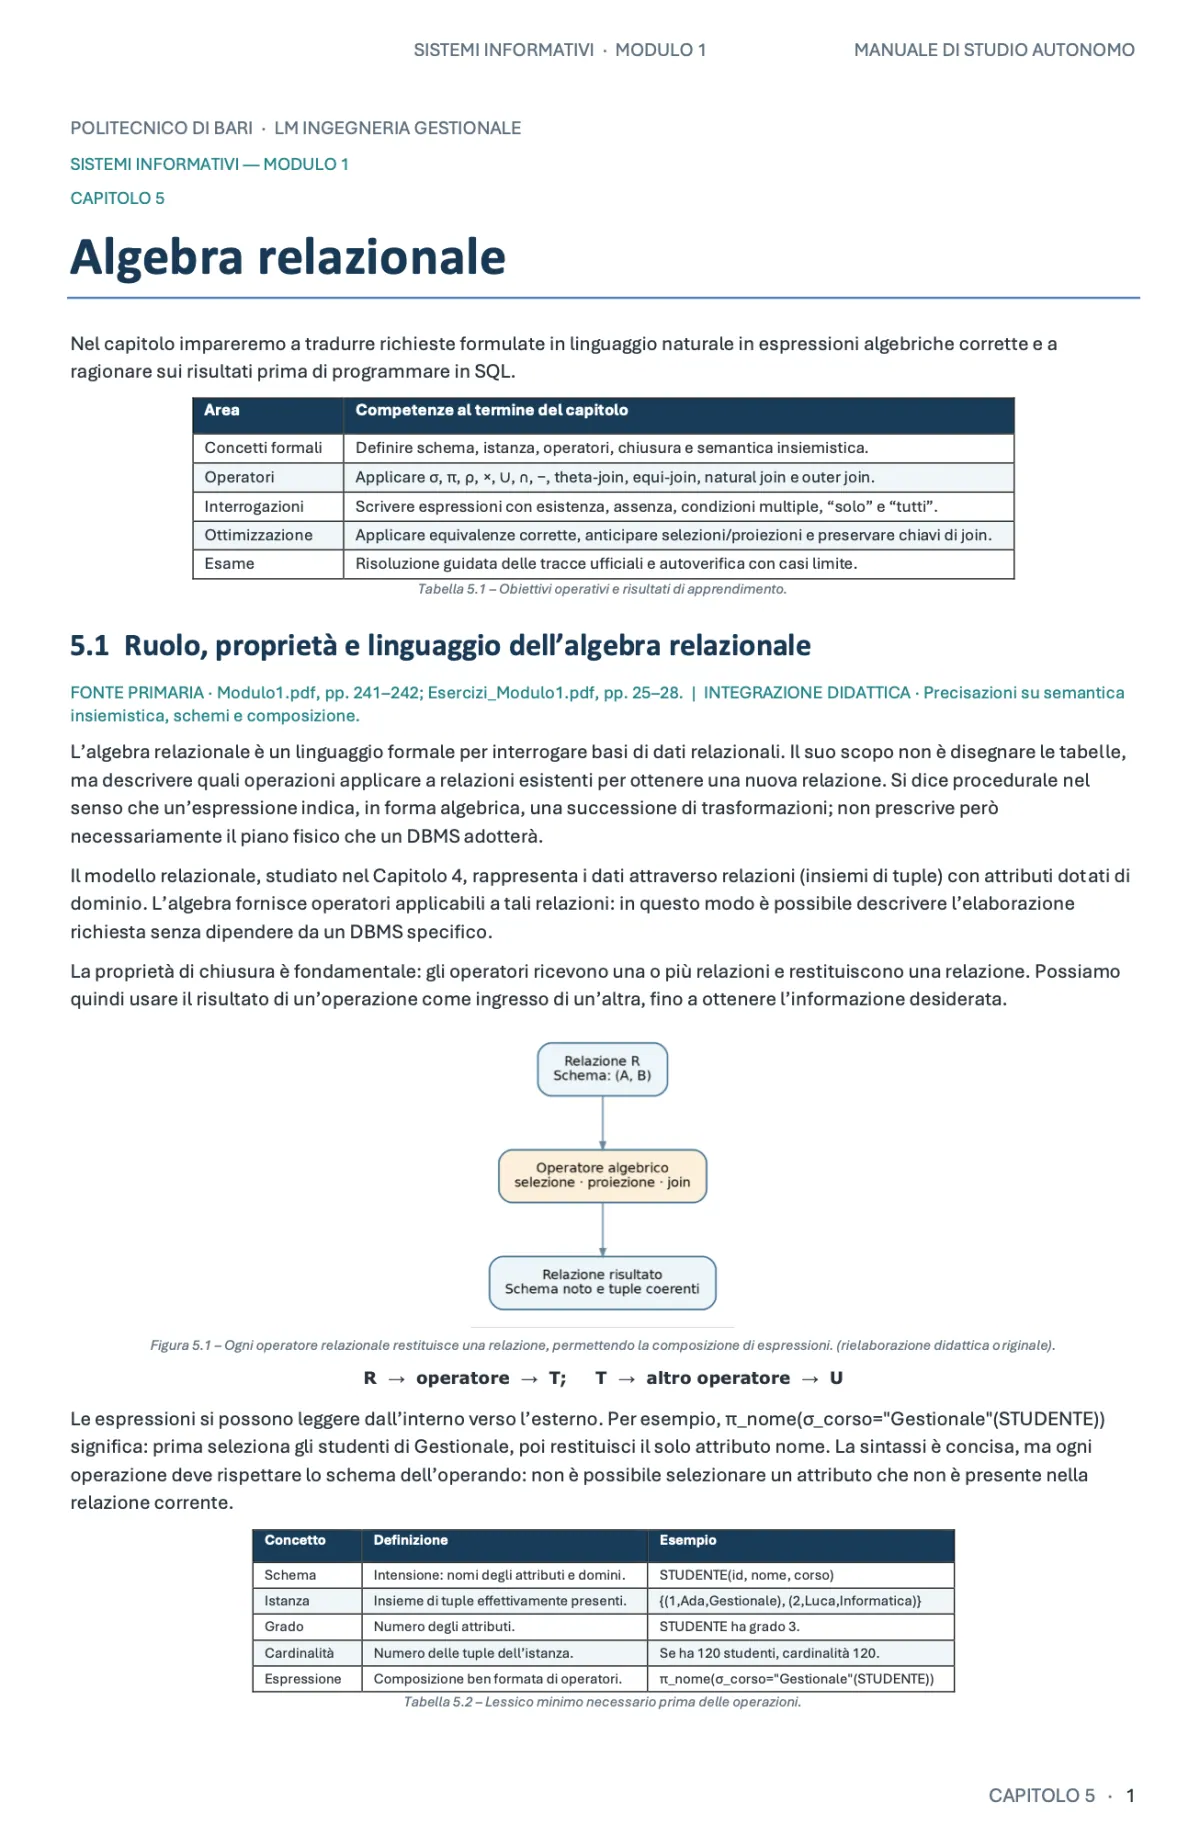 SISTEMI INFORMATIVI · MODULO 1 MANUALE DI STUDIO AUTONOMO
POLITECNICO DI BARI · LM INGEGNERIA GESTIONALE
SISTEMI INFORMATIVI — MODULO 1
CAPITOLO 5
Algebra relazionale
Nel capitolo impareremo a tradurre richieste formulate in linguaggio naturale in espressioni algebriche corrette e a
ragionare sui risultati prima di programmare in SQL.
Area Competenze al termine del capitolo
Concetti formali Definire schema, istanza, operatori, chiusura e semantica insiemistica.
Operatori Applicare σ, π, ρ, ×, ∪, ∩, −, theta-join, equi-join, natural join e outer join.
Interrogazioni Scrivere espressioni con esistenza, assenza, condizioni multiple, “solo” e “tutti”.
Ottimizzazione Applicare equivalenze corrette, anticipare selezioni/proiezioni e preservare chiavi di join.
Esame Risoluzione guidata delle tracce ufficiali e autoverifica con casi limite.
Tabella 5.1 – Obiettivi operativi e risultati di apprendimento.
5.1 Ruolo, proprietà e linguaggio dell’algebra relazionale
FONTE PRIMARIA · Modulo1.pdf, pp. 241–242; Esercizi_Modulo1.pdf, pp. 25–28. | INTEGRAZIONE DIDATTICA · Precisazioni su semantica
insiemistica, schemi e composizione.
L’algebra relazionale è un linguaggio formale per interrogare basi di dati relazionali. Il suo scopo non è disegnare le tabelle,
ma descrivere quali operazioni applicare a relazioni esistenti per ottenere una nuova relazione. Si dice procedurale nel
senso che un’espressione indica, in forma algebrica, una successione di trasformazioni; non prescrive però
necessariamente il piano fisico che un DBMS adotterà.
Il modello relazionale, studiato nel Capitolo 4, rappresenta i dati attraverso relazioni (insiemi di tuple) con attributi dotati di
dominio. L’algebra fornisce operatori applicabili a tali relazioni: in questo modo è possibile descrivere l’elaborazione
richiesta senza dipendere da un DBMS specifico.
La proprietà di chiusura è fondamentale: gli operatori ricevono una o più relazioni e restituiscono una relazione. Possiamo
quindi usare il risultato di un’operazione come ingresso di un’altra, fino a ottenere l’informazione desiderata.
Relazione R
Schema: (A, B)
Operatore algebrico
selezione · proiezione · join
Relazione risultato
Schema noto e tuple coerenti
Figura 5.1 – Ogni operatore relazionale restituisce una relazione, permettendo la composizione di espressioni. (rielaborazione didattica originale).
R → operatore → T; T → altro operatore → U
Le espressioni si possono leggere dall’interno verso l’esterno. Per esempio, π_nome(σ_corso="Gestionale"(STUDENTE))
significa: prima seleziona gli studenti di Gestionale, poi restituisci il solo attributo nome. La sintassi è concisa, ma ogni
operazione deve rispettare lo schema dell’operando: non è possibile selezionare un attributo che non è presente nella
relazione corrente.
Concetto Definizione Esempio
Schema Intensione: nomi degli attributi e domini. STUDENTE(id, nome, corso)
Istanza Insieme di tuple effettivamente presenti. {(1,Ada,Gestionale), (2,Luca,Informatica)}
Grado Numero degli attributi. STUDENTE ha grado 3.
Cardinalità Numero delle tuple dell’istanza. Se ha 120 studenti, cardinalità 120.
Espressione Composizione ben formata di operatori. π_nome(σ_corso="Gestionale"(STUDENTE))
Tabella 5.2 – Lessico minimo necessario prima delle operazioni.
CAPITOLO 5 · 1